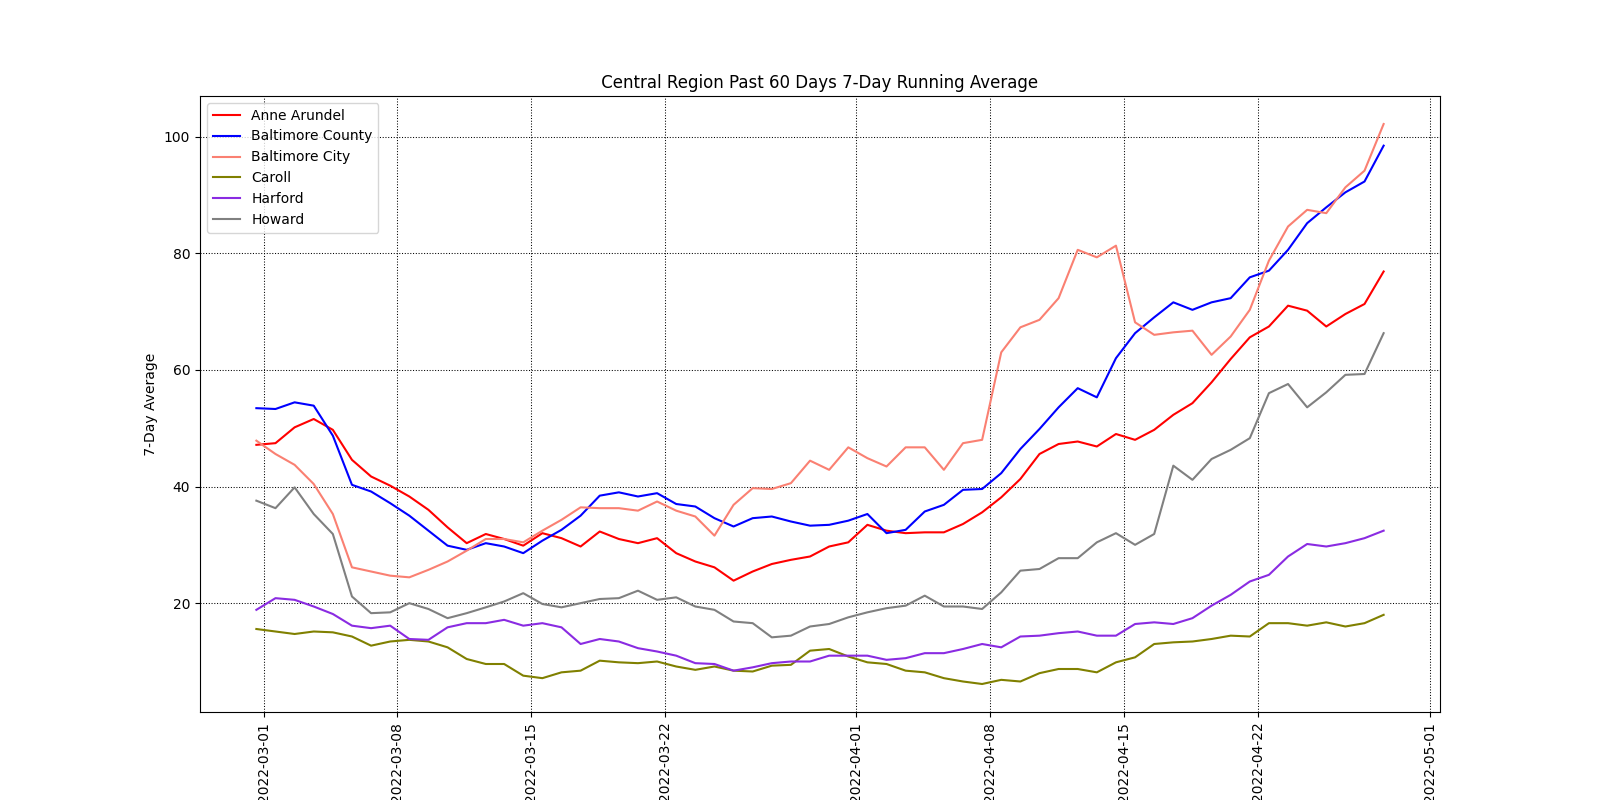 Central Region Past 60 Days 7-Day Running Average
Anne Arundel
Baltimore County
Baltimore City
Caroll
Harford
Howard
100
80
60
40
20
7-Day Average
2022-03-01
2022-03-08
2022-03-15
2022-03-22
2022-04-01
2022-04-08
2022-04-15
2022-04-22
2022-05-01